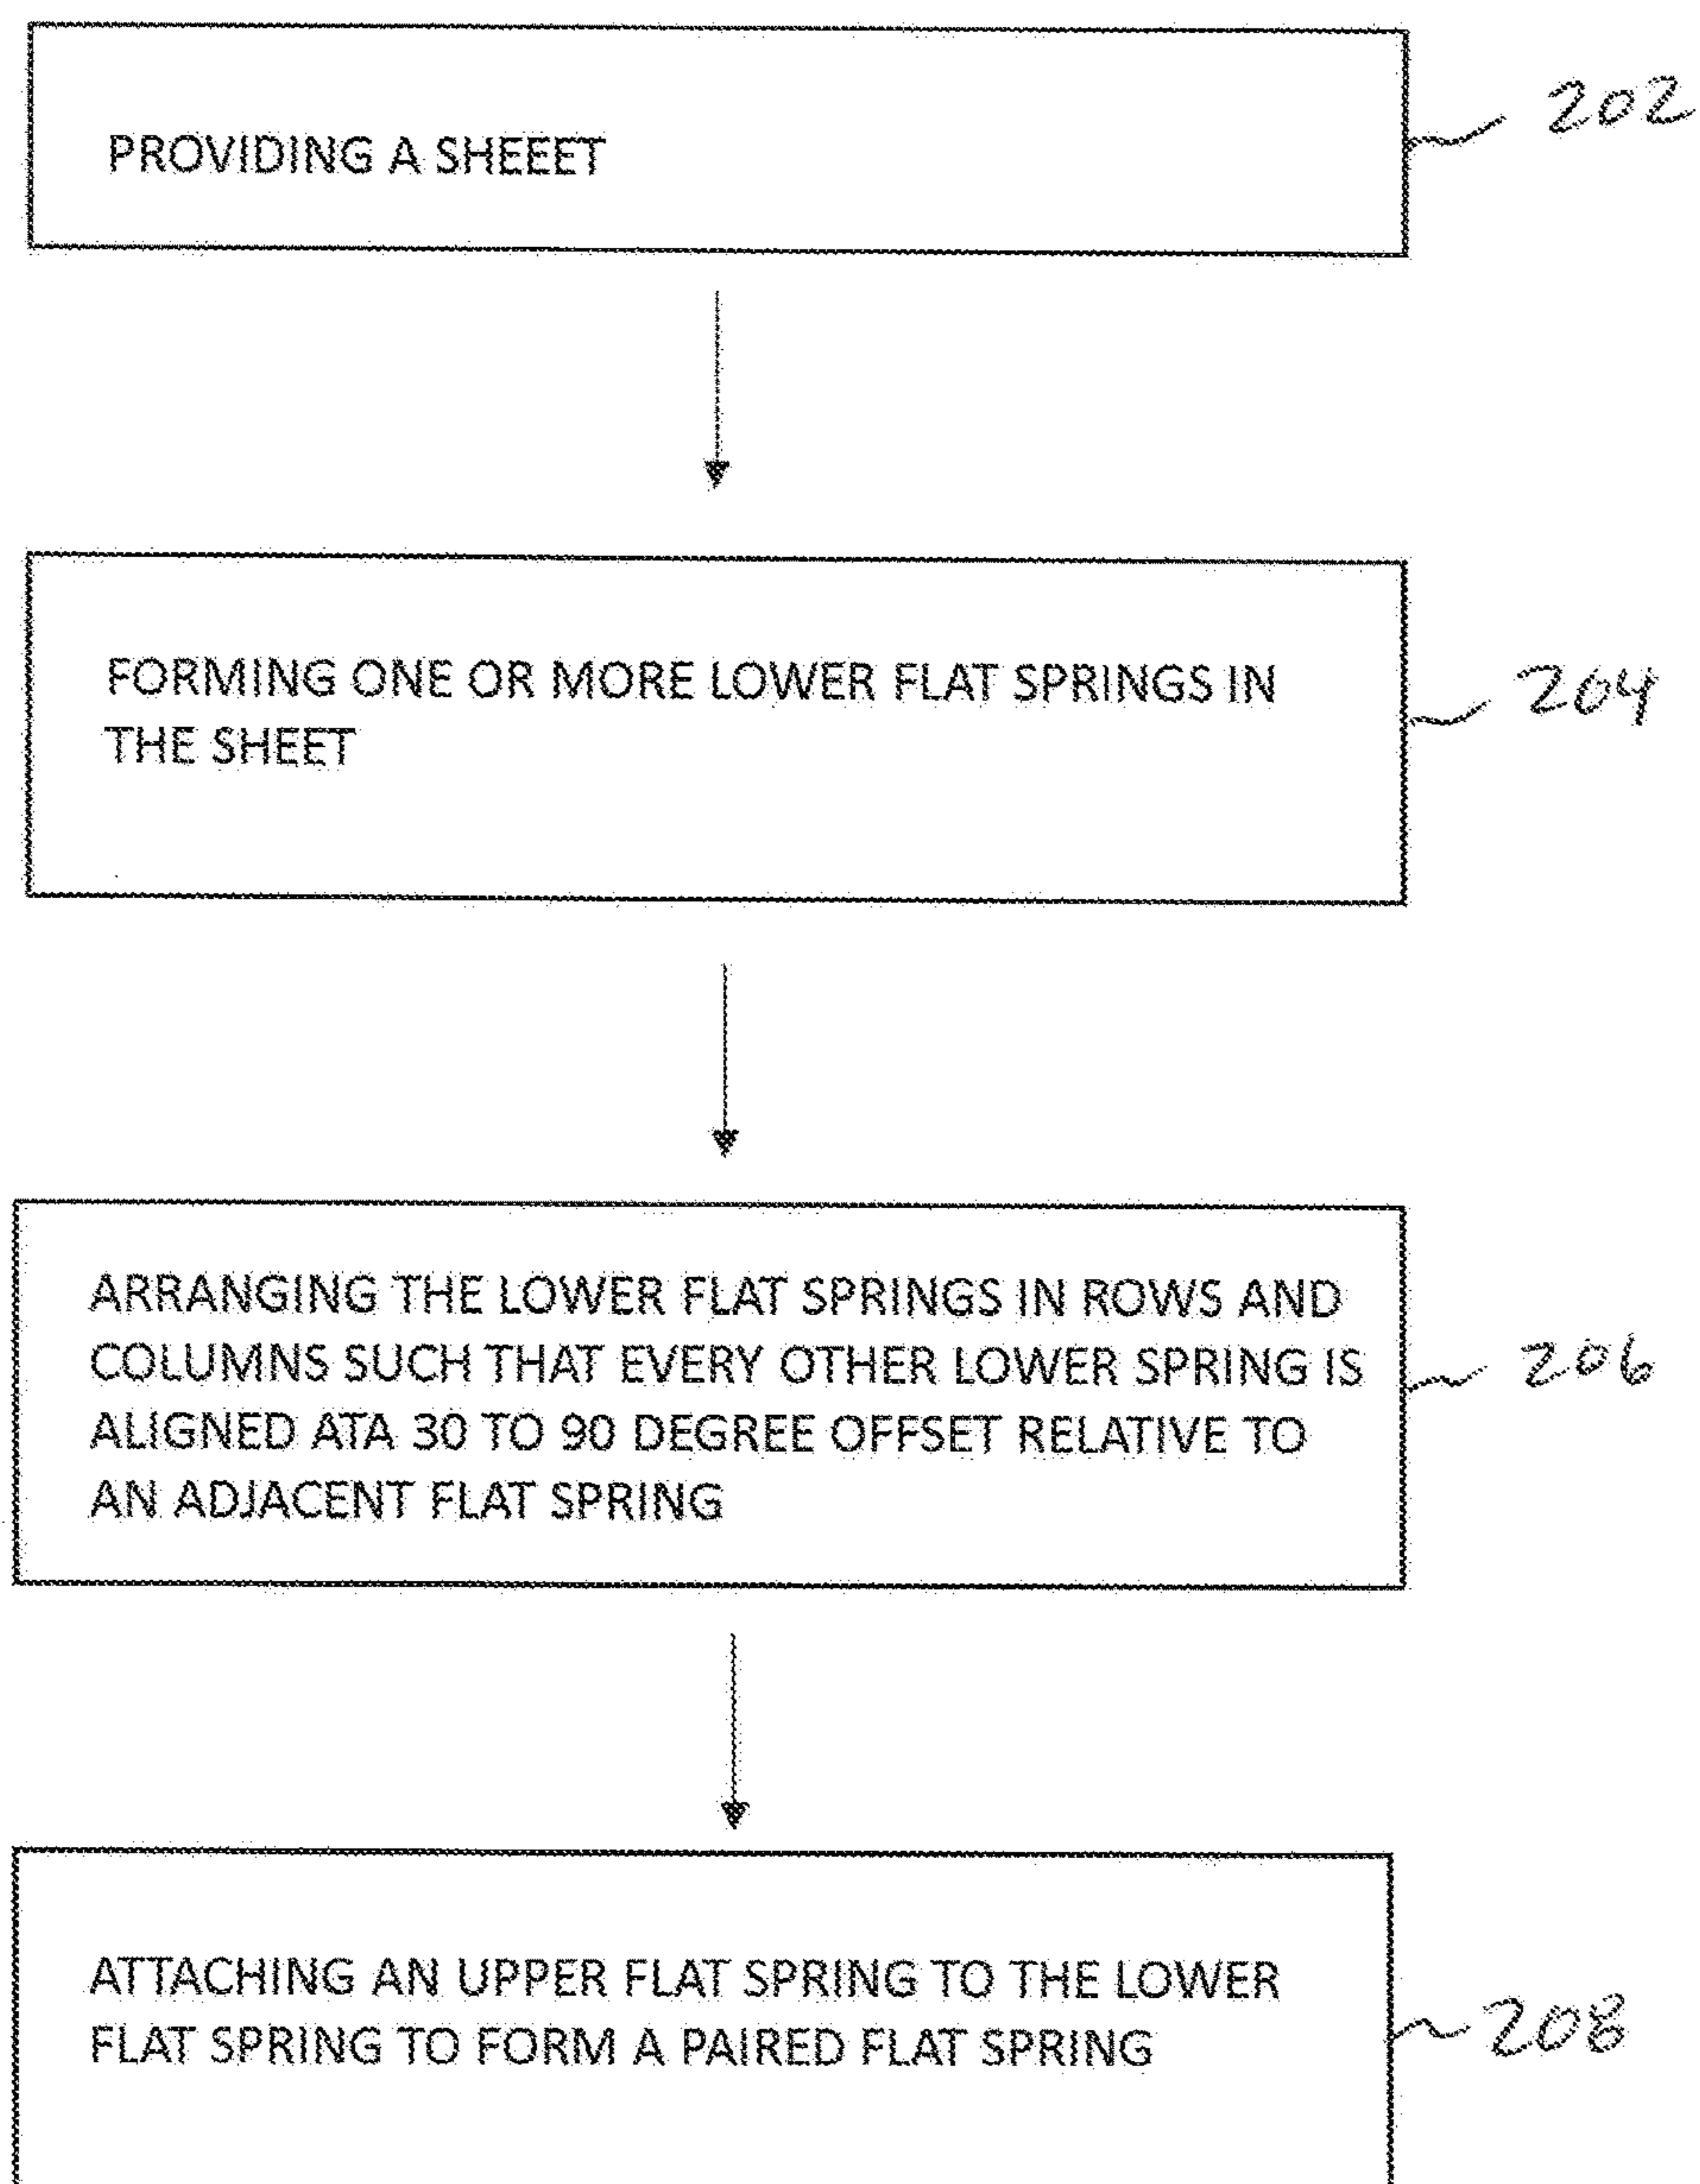 PROVIDING A SHEEET
202
FORMING ONE OR MORE LOWER FLAT SPRINGS IN
THE SHEET
204
ARRANGING THE LOWER FLAT SPRINGS IN ROWS AND
COLUMNS SUCH THAT EVERY OTHER LOWER SPRING IS
ALIGNED ATA 30 TO 90 DEGREE OFFSET RELATIVE TO
AN ADJACENT FLAT SPRING
206
ATTACHING AN UPPER FLAT SPRING TO THE LOWER
FLAT SPRING TO FORM A PAIRED FLAT SPRING
208